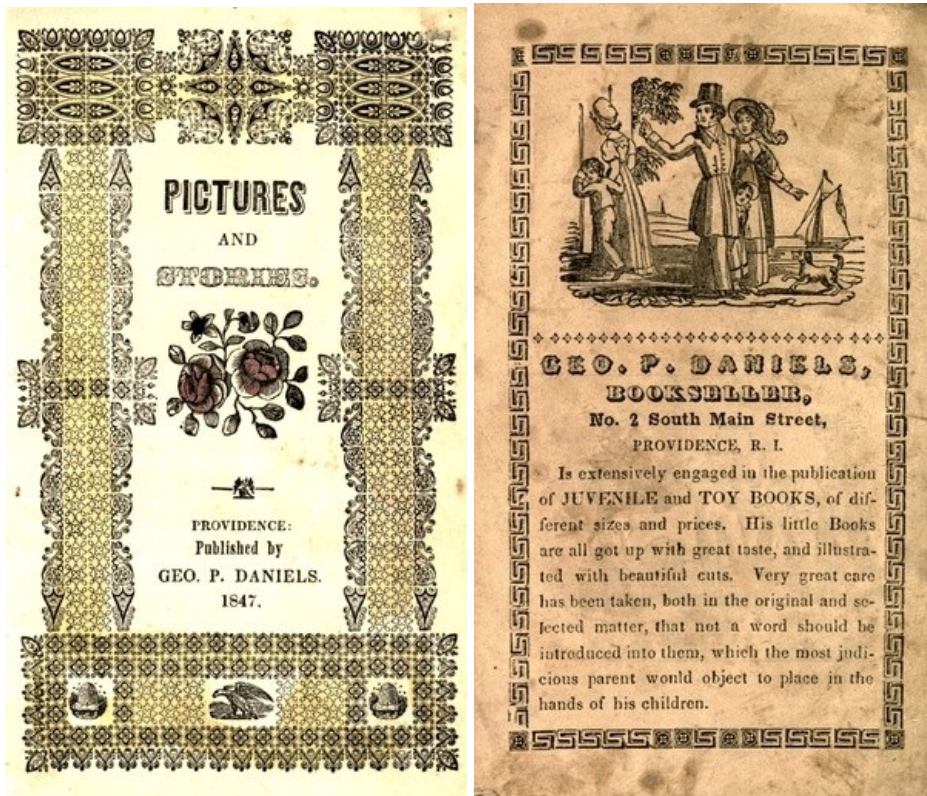 PICTURES
AND
STORIES.
PROVIDENCE:
Published by
GEO. P. DANIELS.
1847.
GEO. P. DANIELS,
BOOKSELLER,
No. 2 South Main Street,
PROVIDENCE, R. I.
Is extensively engaged in the publication
of JUVENILE and TOY BOOKS, of dif-
ferent sizes and prices. His little Books
are all got up with great taste, and illustra-
ted with beautiful cuts. Very great care
has been taken, both in the original and se-
lected matter, that not a word should be
introduced into them, which the most judi-
cious parent would object to place in the
hands of his children.